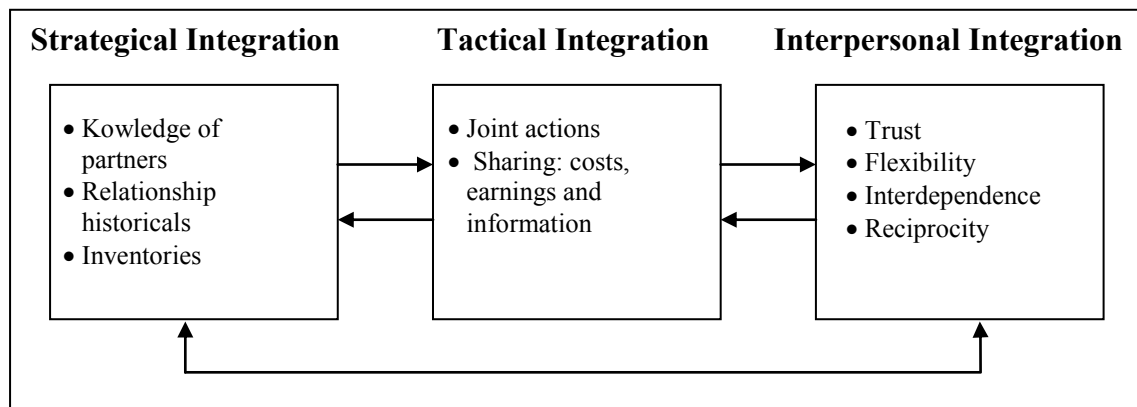 Strategical Integration
Tactical Integration
Interpersonal Integration
• Kowledge of
partners
• Relationship
historicals
• Inventories
• Joint actions
• Sharing: costs,
earnings and
information
• Trust
• Flexibility
• Interdependence
• Reciprocity